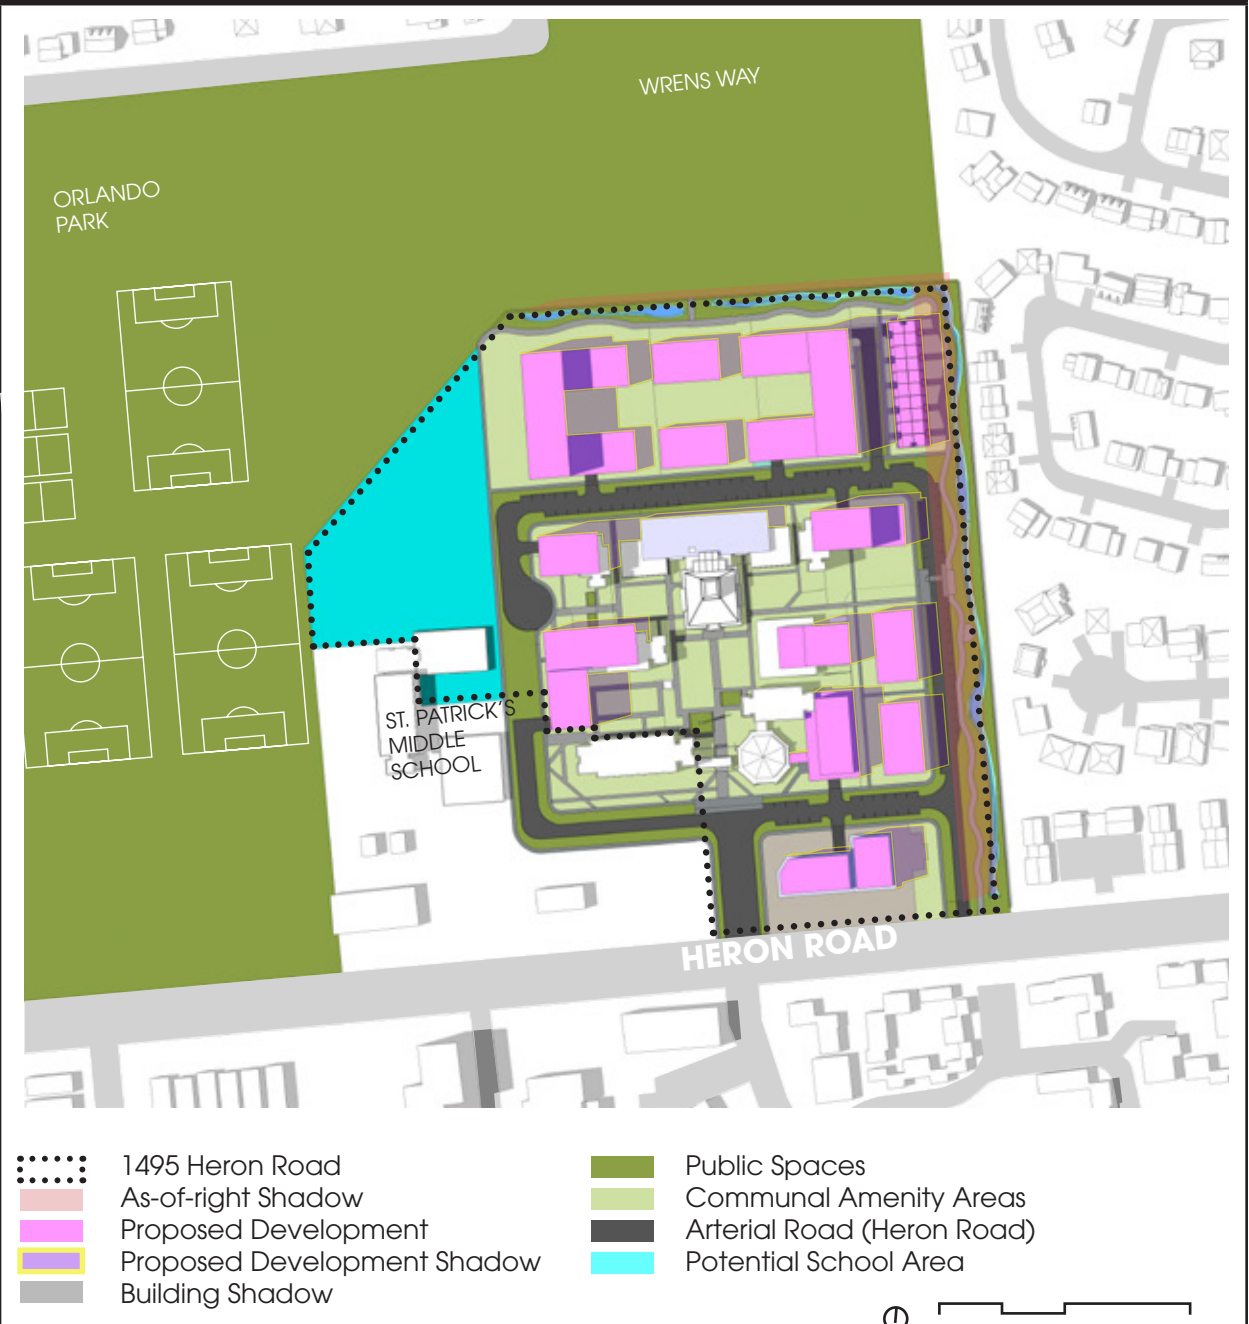 WRENS WAY
ORLANDO
PARK
ST. PATRICK'S
MIDDLE
SCHOOL
HERON ROAD
1495 Heron Road
As-of-right Shadow
Proposed Development
Proposed Development Shadow
Building Shadow
Public Spaces
Communal Amenity Areas
Arterial Road (Heron Road)
Potential School Area